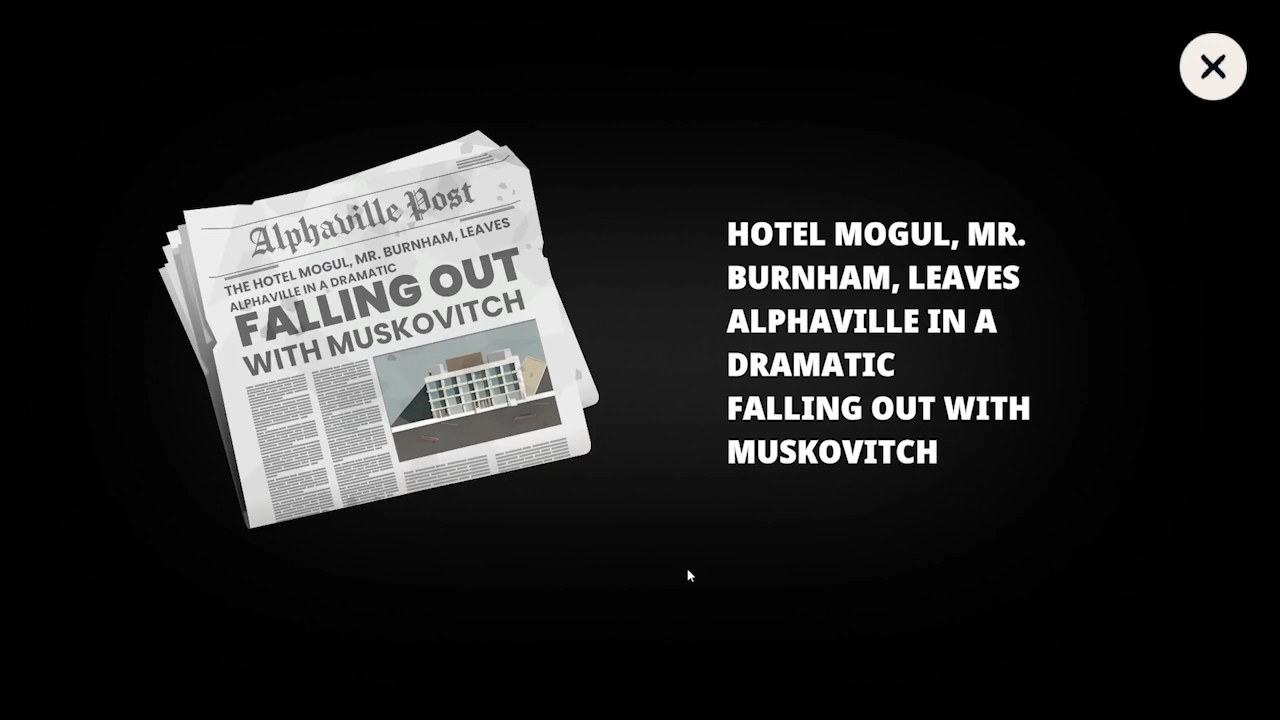 Alphaville Post
THE HOTEL MOGUL, MR. BURNHAM, LEAVES
ALPHAVILLE IN A DRAMATIC
FALLING OUT
WITH MUSKOVITCH
HOTEL MOGUL, MR.
BURNHAM, LEAVES
ALPHAVILLE IN A
DRAMATIC
FALLING OUT WITH
MUSKOVITCH